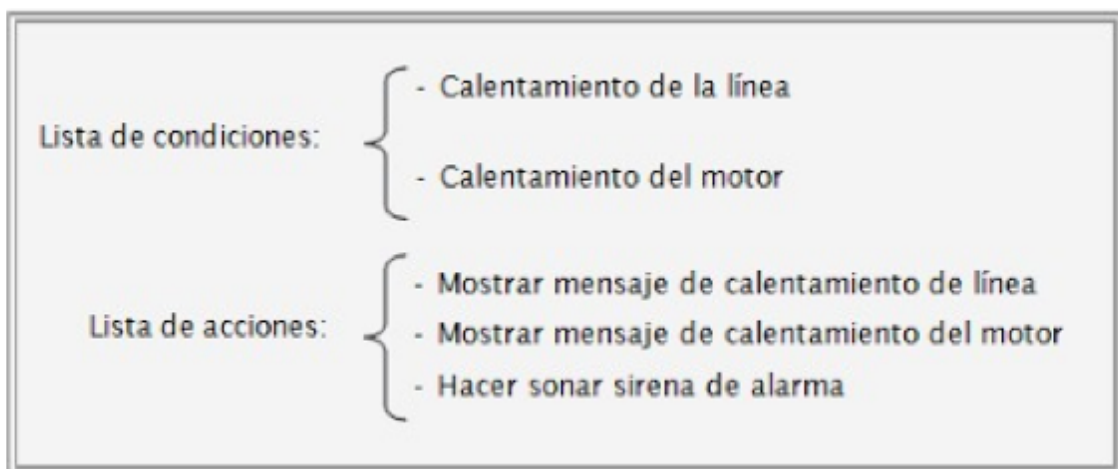 - Calentamiento de la línea
Lista de condiciones:
- Calentamiento del motor
- Mostrar mensaje de calentamiento de línea
Lista de acciones:
- Mostrar mensaje de calentamiento del motor
- Hacer sonar sirena de alarma